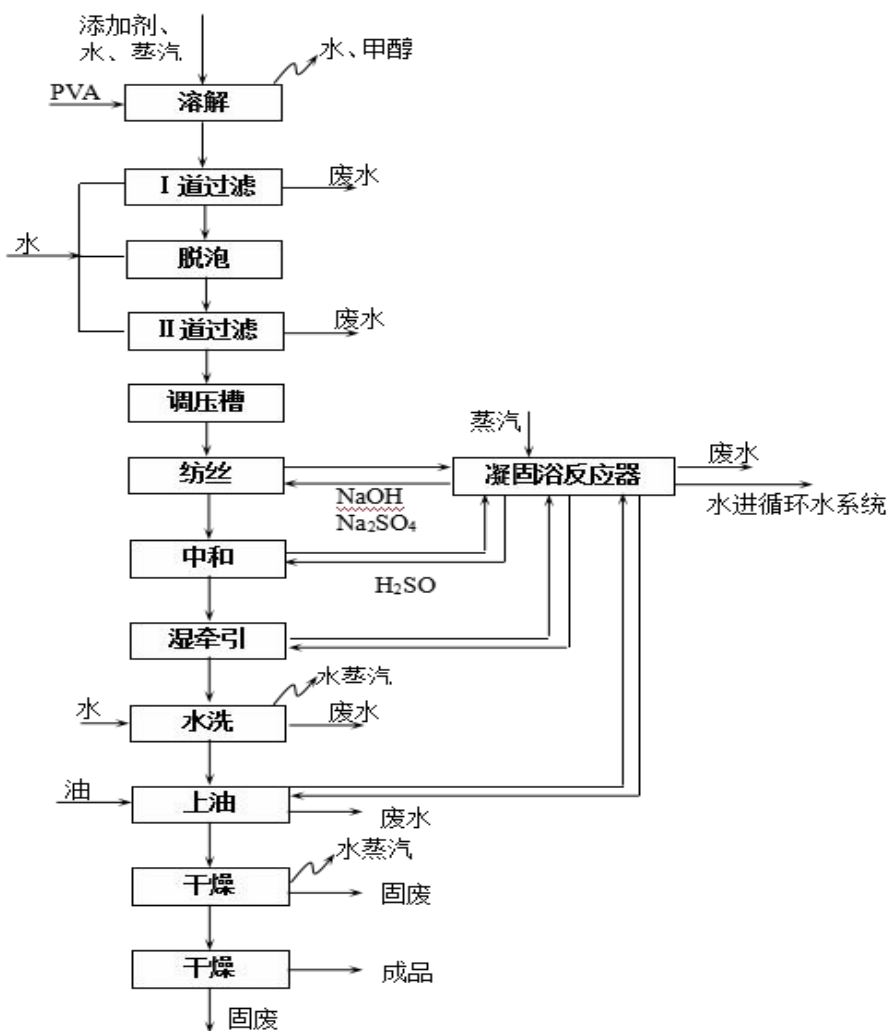 添加剂、
水、蒸汽
水、甲醇
PVA
溶解
I 道过滤
废水
水
脱泡
II 道过滤
废水
调压槽
蒸汽
纺丝
凝固浴反应器
废水
水进循环水系统
NaOH
Na₂SO₄
中和
H₂SO
湿牵引
水蒸汽
水
水洗
废水
油
上油
废水
水蒸汽
干燥
固废
干燥
成品
固废